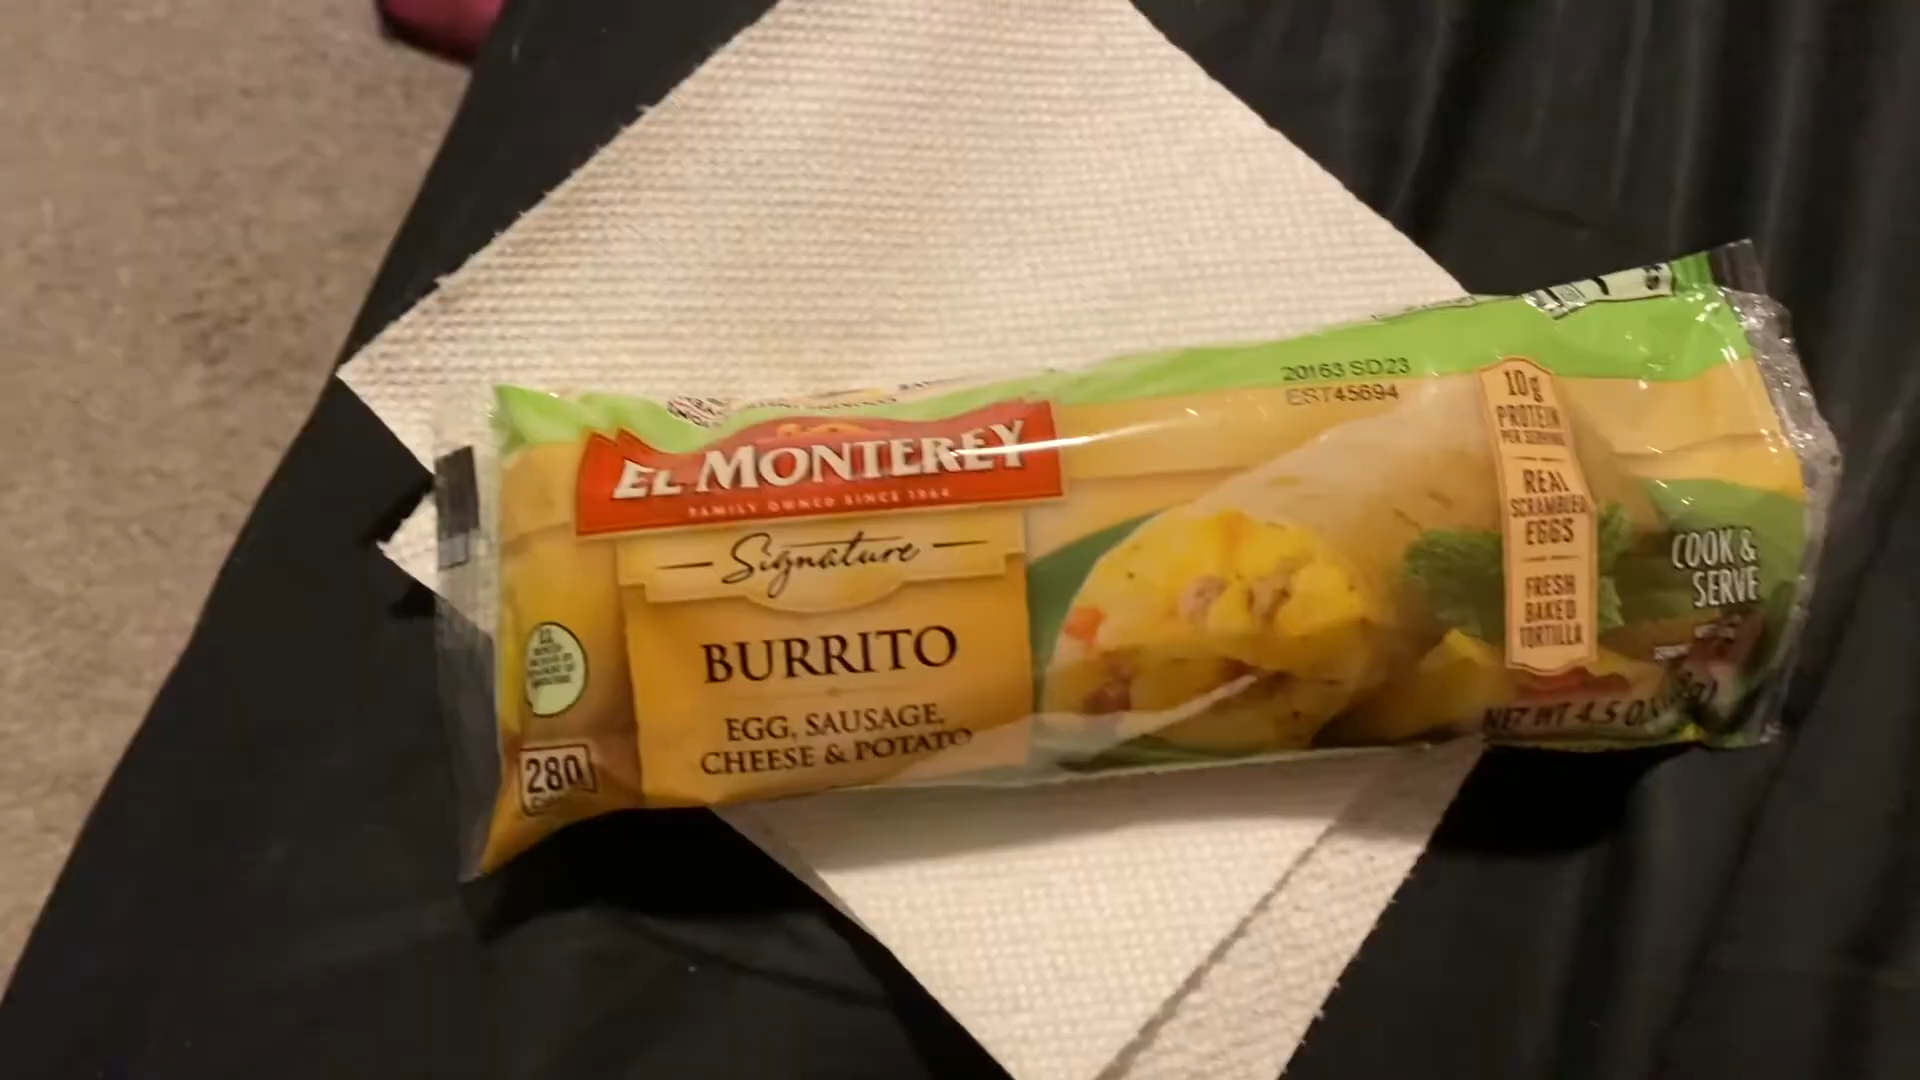 20163 SD23
EST45694
EL MONTEREY
FAMILY OWNED SINCE 1964
Signature
BURRITO
EGG, SAUSAGE,
CHEESE & POTATO
280
10g
PROTEIN
PER SERVING
REAL
SCRAMBLED
EGGS
FRESH
BAKED
TORTILLA
COOK &
SERVE
NET WT 4.5 OZ